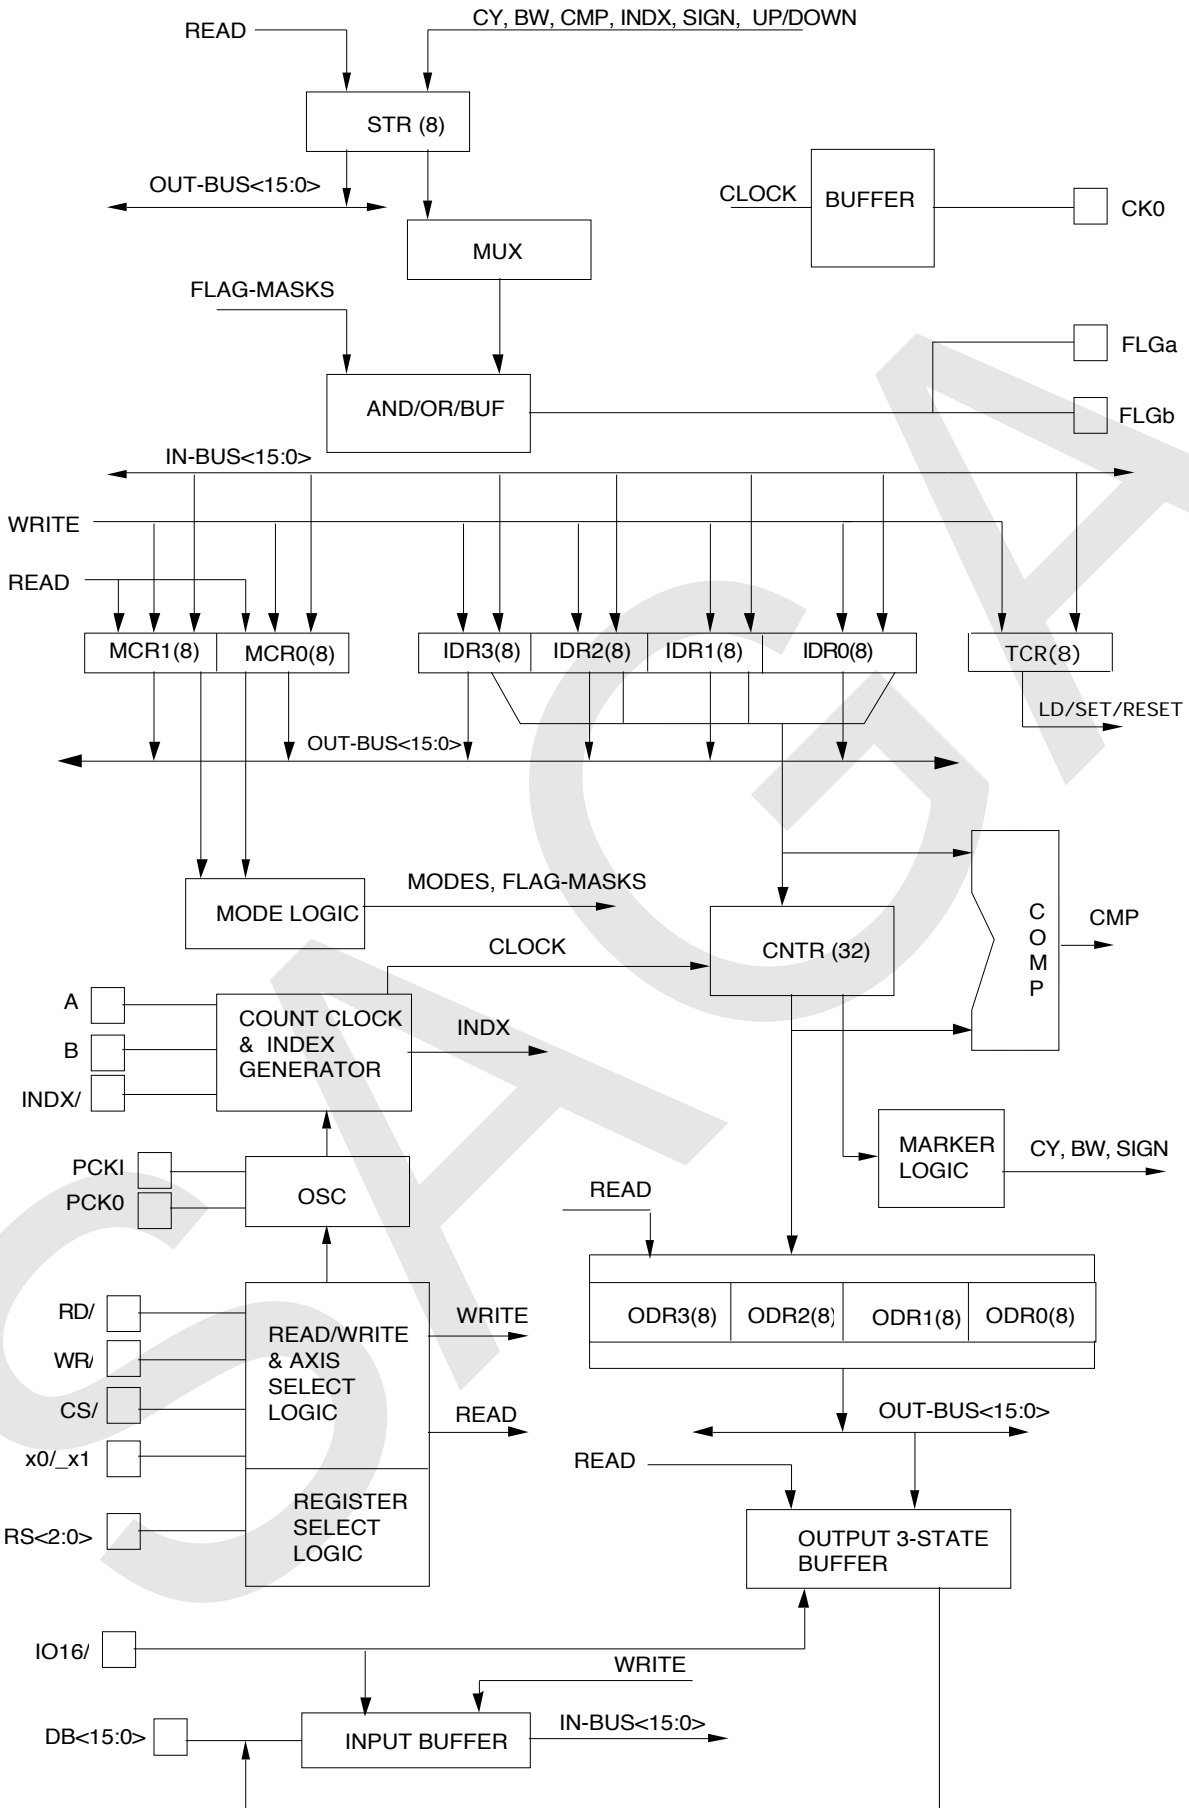 CY, BW, CMP, INDX, SIGN, UP/DOWN
READ
STR (8)
OUT-BUS<15:0>
CLOCK
BUFFER
CK0
MUX
FLAG-MASKS
FLGa
AND/OR/BUF
FLGb
IN-BUS<15:0>
WRITE
READ
MCR1(8)
MCR0(8)
IDR3(8)
IDR2(8)
IDR1(8)
IDR0(8)
TCR(8)
LD/SET/RESET
OUT-BUS<15:0>
MODES, FLAG-MASKS
MODE LOGIC
COMP
CMP
CLOCK
CNTR (32)
A
B
INDX/
COUNT CLOCK
& INDEX
GENERATOR
INDX
MARKER
LOGIC
CY, BW, SIGN
PCKI
PCK0
OSC
READ
RD/
WR/
CS/
x0/_x1
RS<2:0>
READ/WRITE
& AXIS
SELECT
LOGIC
WRITE
READ
REGISTER
SELECT
LOGIC
ODR3(8)
ODR2(8)
ODR1(8)
ODR0(8)
OUT-BUS<15:0>
READ
OUTPUT 3-STATE
BUFFER
IO16/
WRITE
DB<15:0>
INPUT BUFFER
IN-BUS<15:0>
SAGA